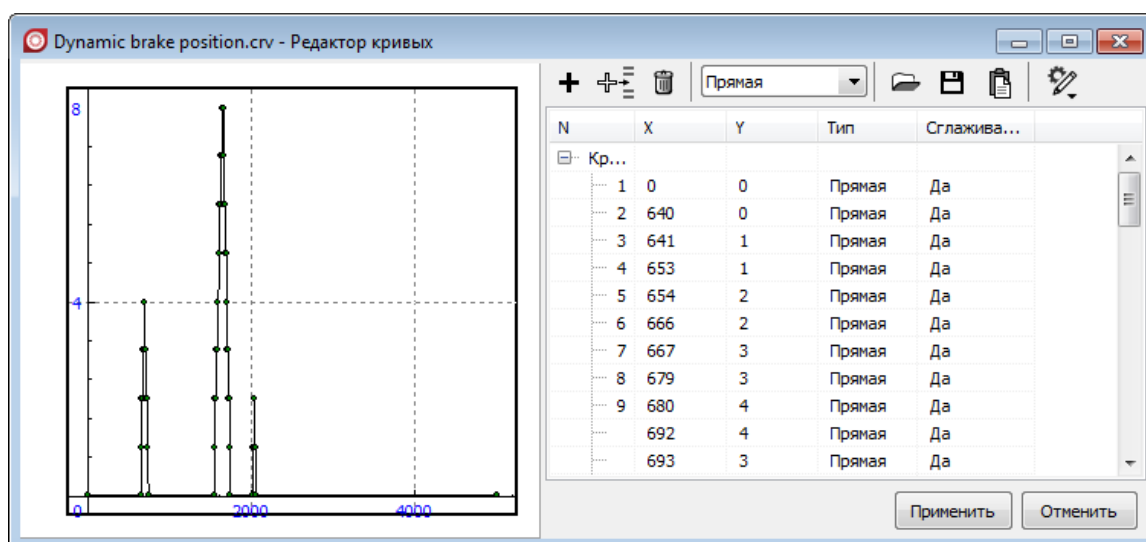 Dynamic brake position.crv - Редактор кривых
8
4
0
2000
4000
Прямая
N X Y Тип Сглажива...
Кр...
1 0 0 Прямая Да
2 640 0 Прямая Да
3 641 1 Прямая Да
4 653 1 Прямая Да
5 654 2 Прямая Да
6 666 2 Прямая Да
7 667 3 Прямая Да
8 679 3 Прямая Да
9 680 4 Прямая Да
692 4 Прямая Да
693 3 Прямая Да
Применить Отменить